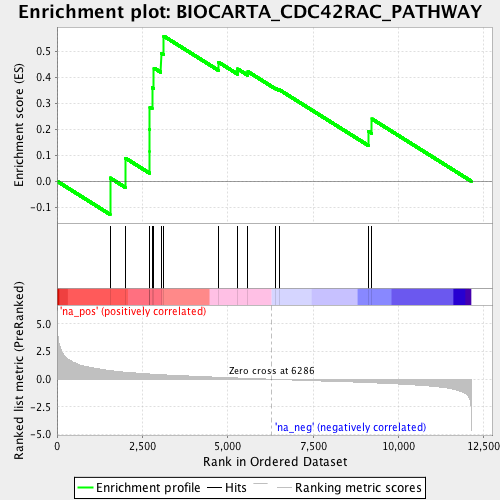 Enrichment plot: BIOCARTA_CDC42RAC_PATHWAY
Enrichment score (ES)
0.5
0.4
0.3
0.2
0.1
0.0
-0.1
'na_pos' (positively correlated)
Ranked list metric (PreRanked)
5.0
2.5
0.0
-2.5
-5.0
Zero cross at 6286
'na_neg' (negatively correlated)
0 2,500 5,000 7,500 10,000 12,500
Rank in Ordered Dataset
Enrichment profile Hits Ranking metric scores